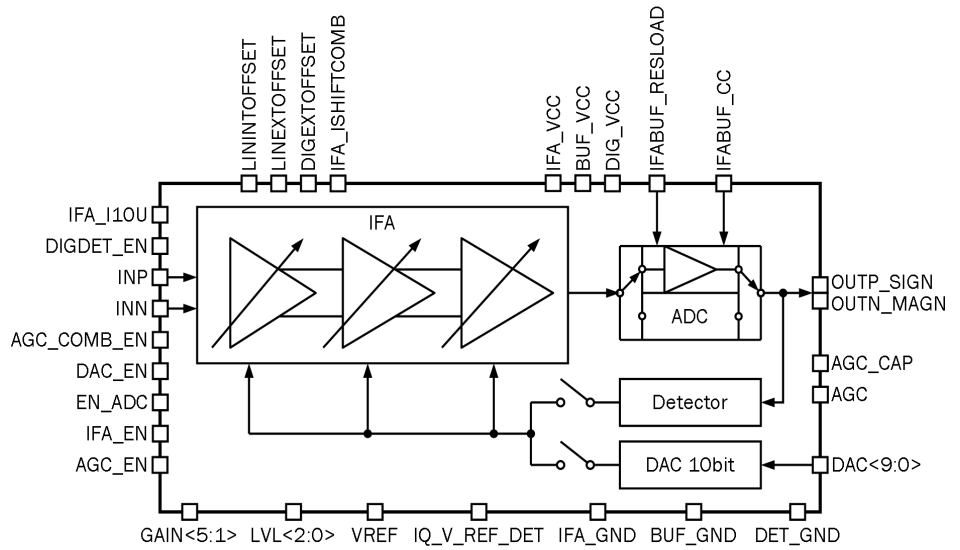 LININTOFFSET
LINEXTOFFSET
DIGEXTOFFSET
IFA_ISHIFTCOMB
IFA_VCC
BUF_VCC
DIG_VCC
IFABUF_RESLOAD
IFABUF_CC
IFA_I10U
DIGDET_EN
INP
INN
AGC_COMB_EN
DAC_EN
EN_ADC
IFA_EN
AGC_EN
IFA
ADC
Detector
DAC 10bit
OUTP_SIGN
OUTN_MAGN
AGC_CAP
AGC
DAC<9:0>
GAIN<5:1>
LVL<2:0>
VREF
IQ_V_REF_DET
IFA_GND
BUF_GND
DET_GND